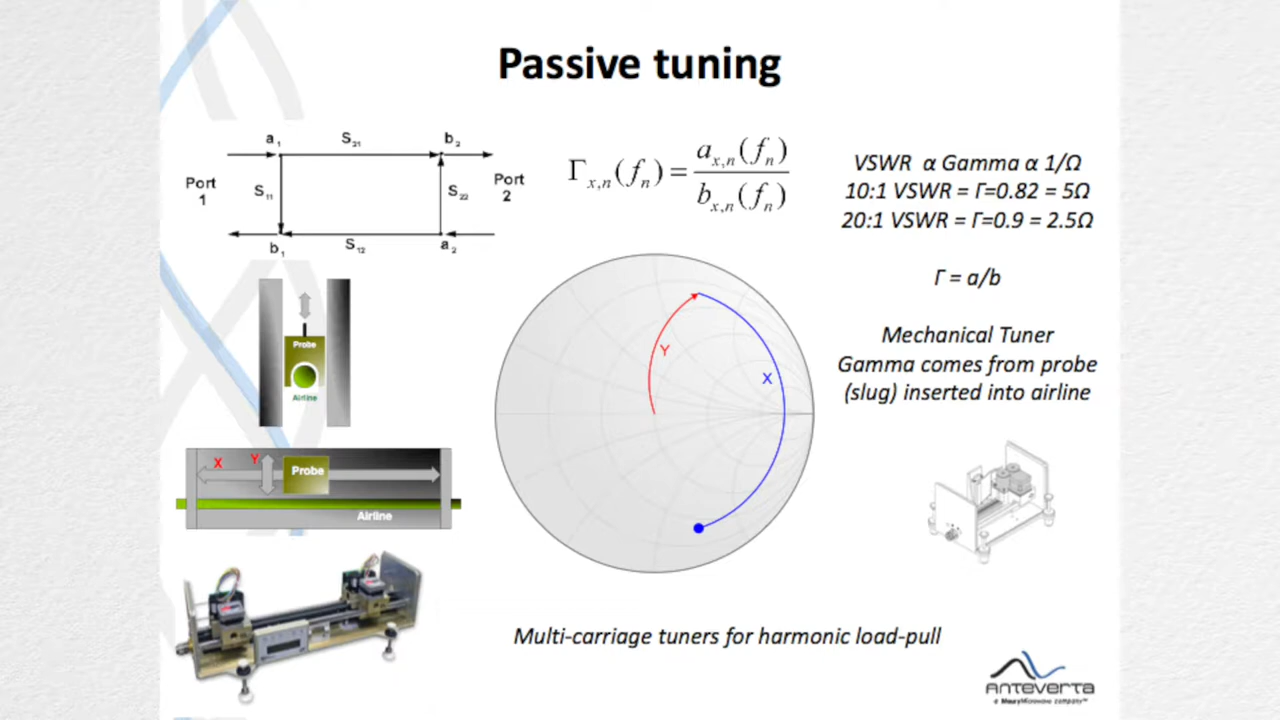 Passive tuning
a₁
S₂₁
b₂
Port
1
S₁₁
S₂₂
Port
2
b₁
S₁₂
a₂
Γx,n(fn) = ax,n(fn) / bx,n(fn)
VSWR α Gamma α 1/Ω
10:1 VSWR = Γ=0.82 = 5Ω
20:1 VSWR = Γ=0.9 = 2.5Ω
Γ = a/b
Mechanical Tuner
Gamma comes from probe
(slug) inserted into airline
Probe
Airline
Y
X
X
Y
Probe
Airline
Multi-carriage tuners for harmonic load-pull
ANTEVERTA
a MauryMicrowave company™